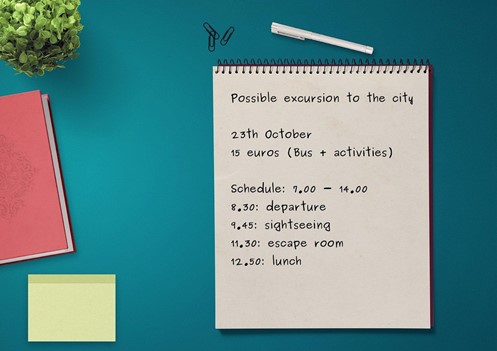 Possible excursion to the city
23th October
15 euros (Bus + activities)
Schedule: 7.00 - 14.00
8.30: departure
9.45: sightseeing
11.30: escape room
12.50: lunch